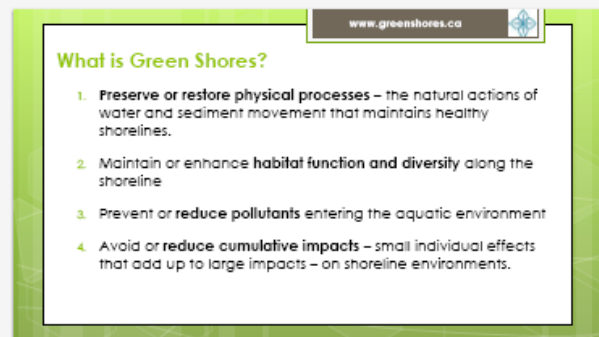 www.greenshores.ca
What is Green Shores?
1. Preserve or restore physical processes – the natural actions of
water and sediment movement that maintains healthy
shorelines.
2. Maintain or enhance habitat function and diversity along the
shoreline
3. Prevent or reduce pollutants entering the aquatic environment
4. Avoid or reduce cumulative impacts – small individual effects
that add up to large impacts – on shoreline environments.